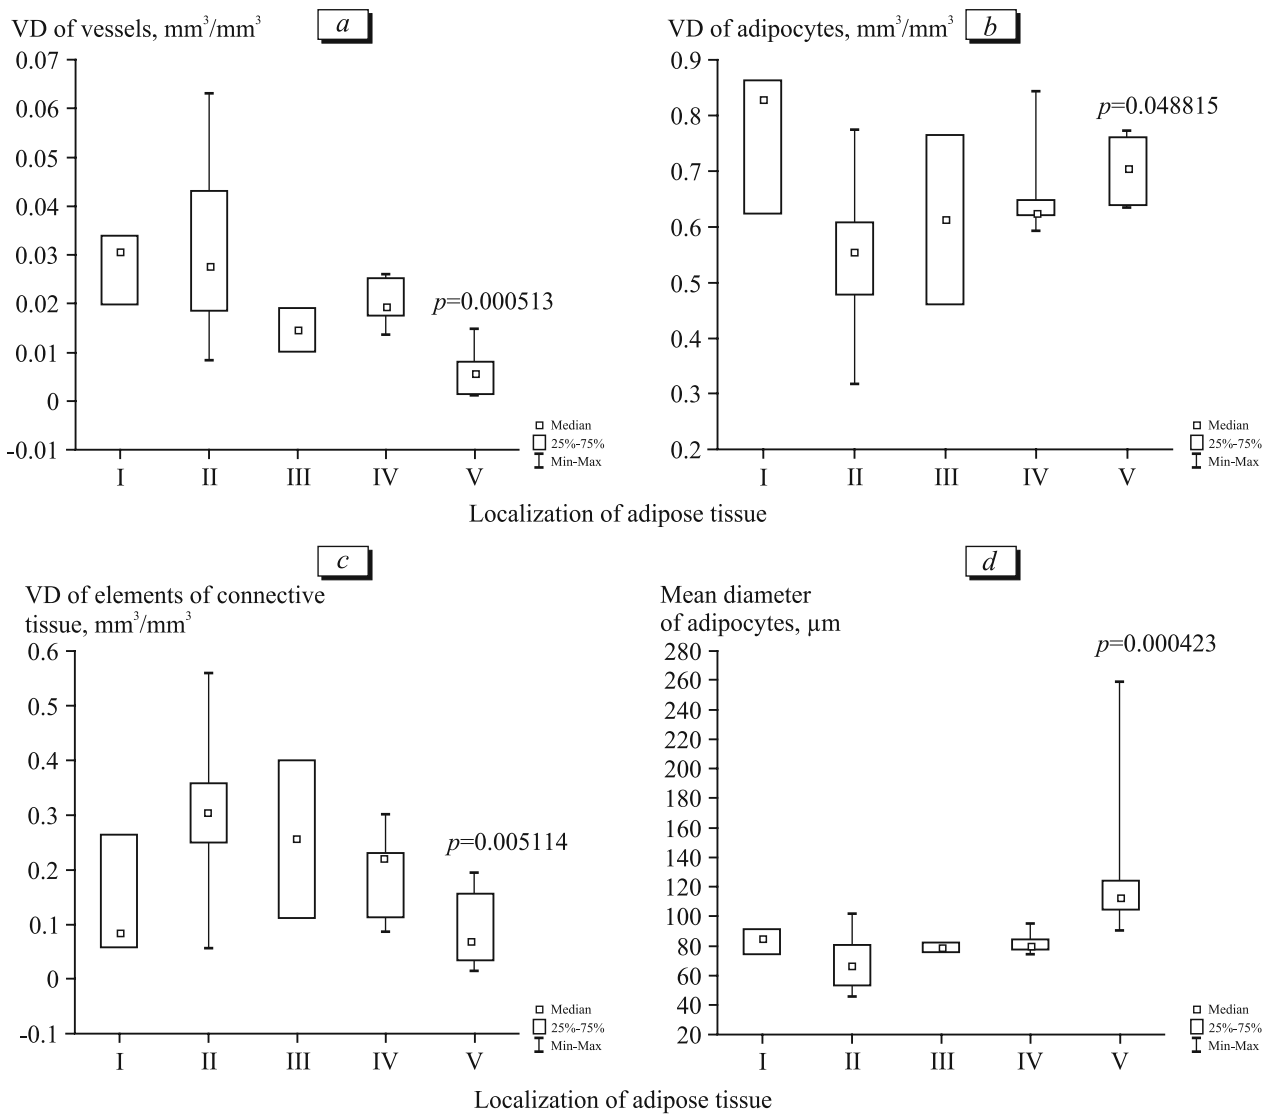 VD of vessels, mm³/mm³
a
0.07
0.06
0.05
0.04
0.03
0.02
0.01
0
-0.01
p=0.000513
Median
25%-75%
Min-Max
I II III IV V
VD of adipocytes, mm³/mm³
b
0.9
0.8
0.7
0.6
0.5
0.4
0.3
0.2
p=0.048815
Median
25%-75%
Min-Max
I II III IV V
Localization of adipose tissue
c
VD of elements of connective
tissue, mm³/mm³
0.6
0.5
0.4
0.3
0.2
0.1
0
-0.1
p=0.005114
Median
25%-75%
Min-Max
I II III IV V
d
Mean diameter
of adipocytes, µm
280
260
240
220
200
180
160
140
120
100
80
60
40
20
p=0.000423
Median
25%-75%
Min-Max
I II III IV V
Localization of adipose tissue